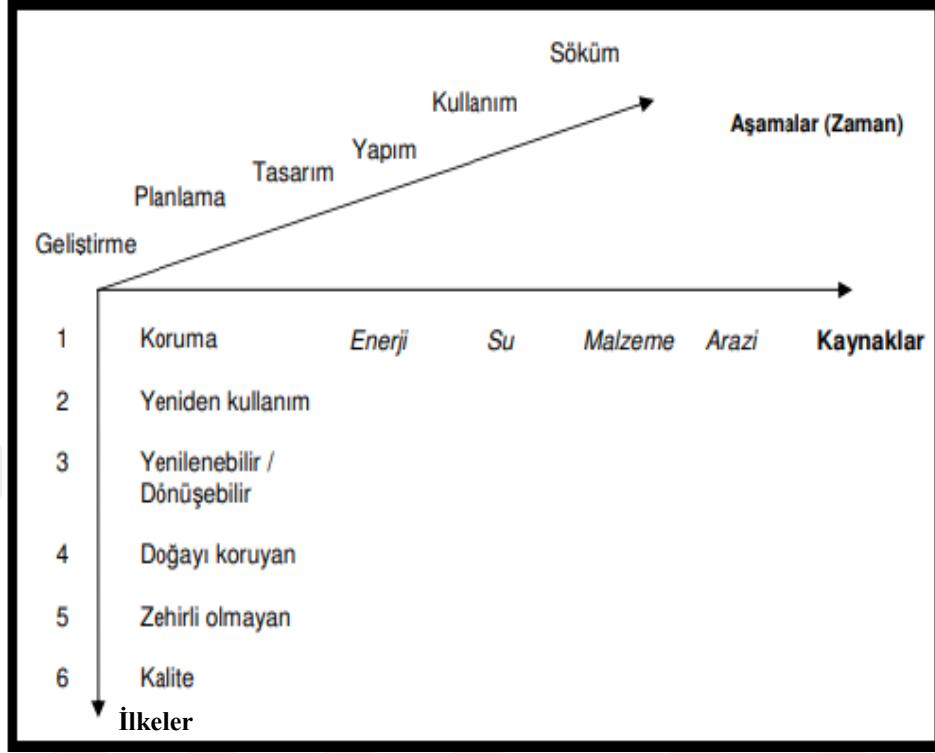 Söküm
Kullanım
Aşamalar (Zaman)
Yapım
Tasarım
Planlama
Geliştirme
1 Koruma Enerji Su Malzeme Arazi Kaynaklar
2 Yeniden kullanım
3 Yenilenebilir /
Dönüşebilir
4 Doğayı koruyan
5 Zehirli olmayan
6 Kalite
İlkeler